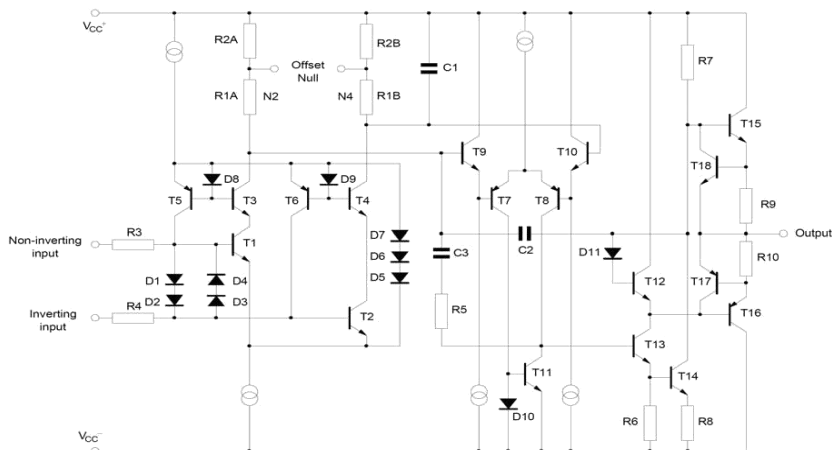 VCC+
R2A
R2B
Offset
Null
C1
R7
R1A
N2
N4
R1B
T15
T9
T10
T18
D8
D9
T5
T3
T6
T4
T7
T8
R9
R3
Non-inverting
input
T1
D7
C2
Output
D6
C3
D11
R10
D1
D4
D5
T12
T17
D2
D3
Inverting
input
R4
T2
R5
T16
T13
T11
T14
D10
R6
R8
VCC−